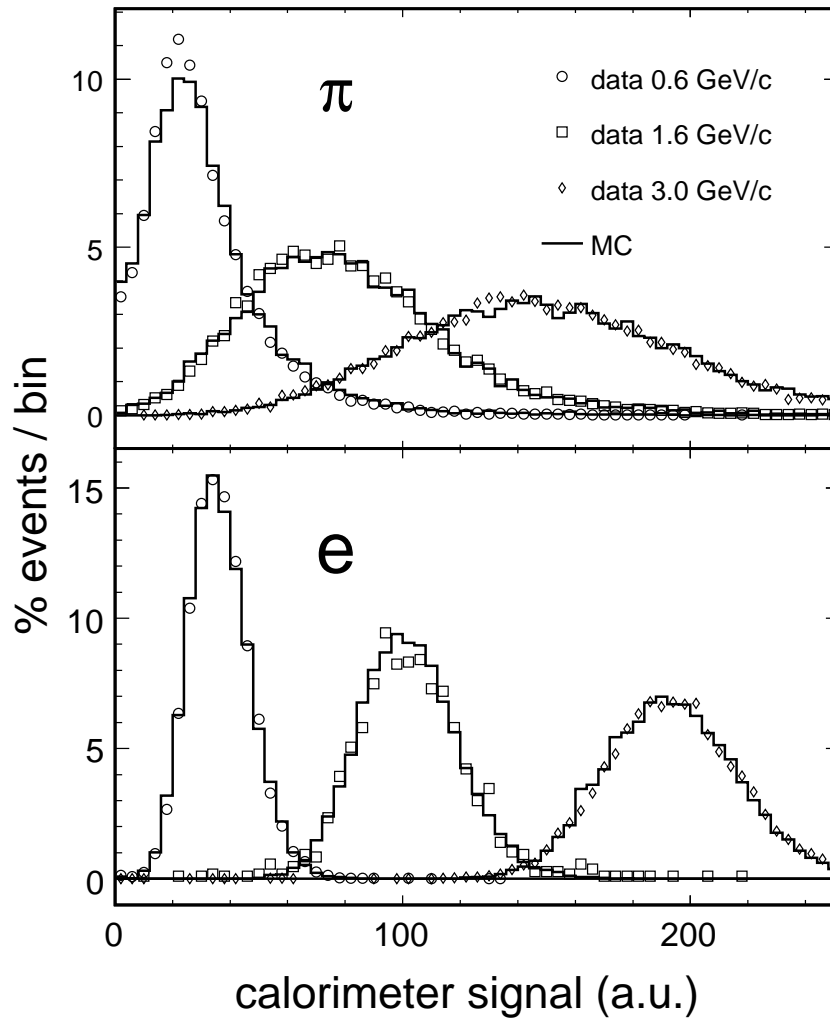 % events / bin
10
5
0
π
data 0.6 GeV/c
data 1.6 GeV/c
data 3.0 GeV/c
MC
15
10
5
0
e
0
100
200
calorimeter signal (a.u.)